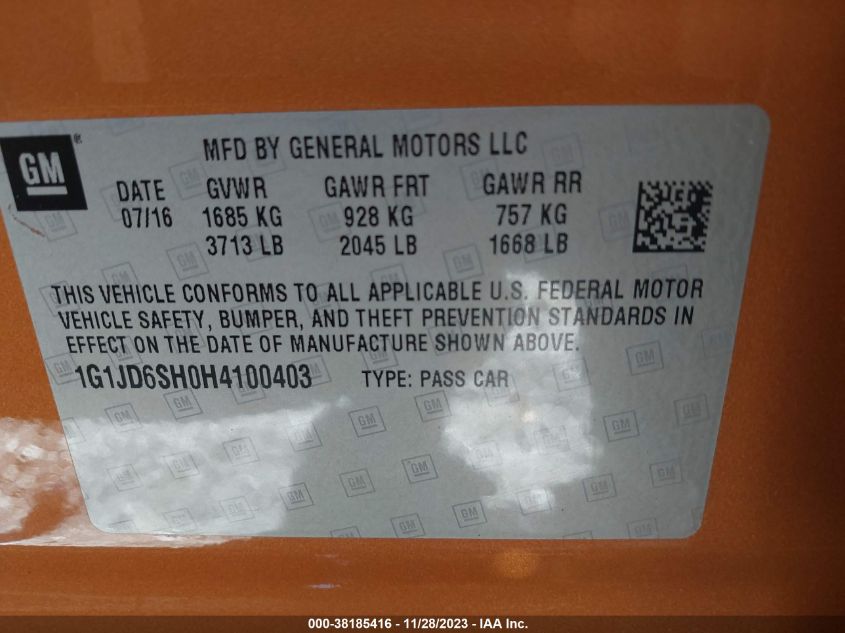 GM®
MFD BY GENERAL MOTORS LLC
DATE GVWR GAWR FRT GAWR RR
07/16 1685 KG 928 KG 757 KG
3713 LB 2045 LB 1668 LB
THIS VEHICLE CONFORMS TO ALL APPLICABLE U.S. FEDERAL MOTOR
VEHICLE SAFETY, BUMPER, AND THEFT PREVENTION STANDARDS IN
EFFECT ON THE DATE OF MANUFACTURE SHOWN ABOVE.
1G1JD6SH0H4100403 TYPE: PASS CAR
000-38185416 - 11/28/2023 - IAA Inc.